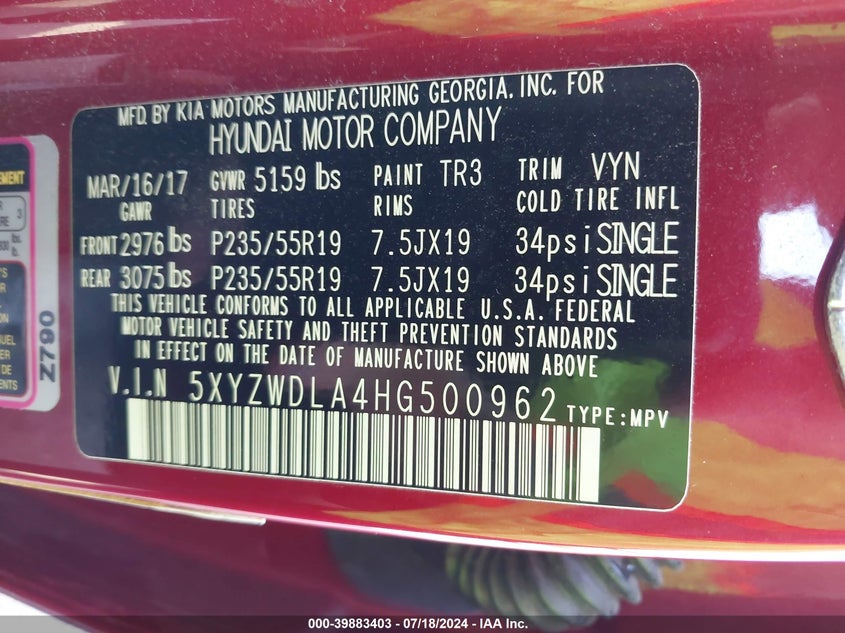 MFD. BY KIA MOTORS MANUFACTURING GEORGIA, INC. FOR
HYUNDAI MOTOR COMPANY
MAR/16/17 GVWR 5159 lbs PAINT TR3 TRIM VYN
GAWR TIRES RIMS COLD TIRE INFL
FRONT 2976 lbs P235/55R19 7.5JX19 34psi SINGLE
REAR 3075 lbs P235/55R19 7.5JX19 34psi SINGLE
THIS VEHICLE CONFORMS TO ALL APPLICABLE U.S.A. FEDERAL
MOTOR VEHICLE SAFETY AND THEFT PREVENTION STANDARDS
IN EFFECT ON THE DATE OF MANUFACTURE SHOWN ABOVE
V.I.N 5XYZWDLA4HG500962 TYPE:MPV
Z790
000-39883403 - 07/18/2024 - IAA Inc.